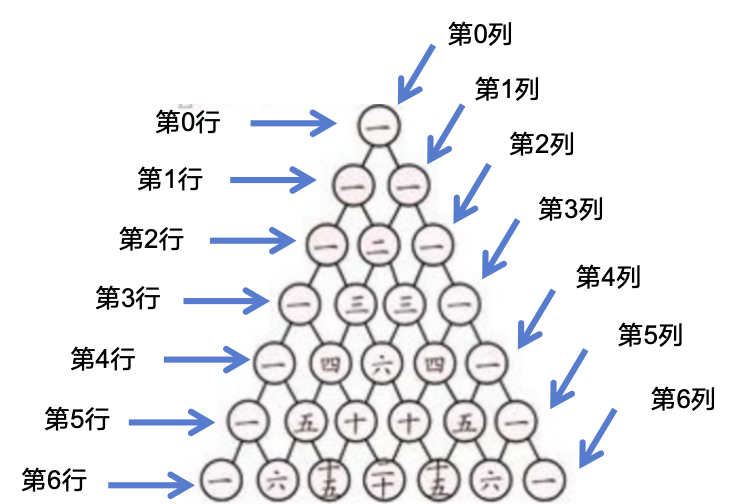 第0列
第1列
第0行
一
第2列
第1行
一 一
第3列
第2行
一 二 一
第4列
第3行
一 三 三 一
第5列
第4行
一 四 六 四 一
第6列
第5行
一 五 十 十 五 一
第6行
一 六 十五 二十 十五 六 一